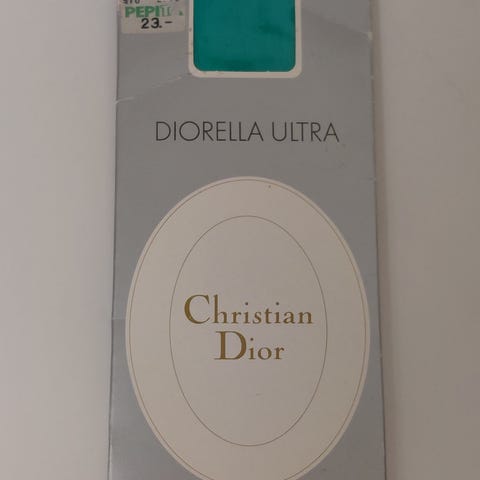 PEPITA
23.-
DIORELLA ULTRA
Christian
Dior